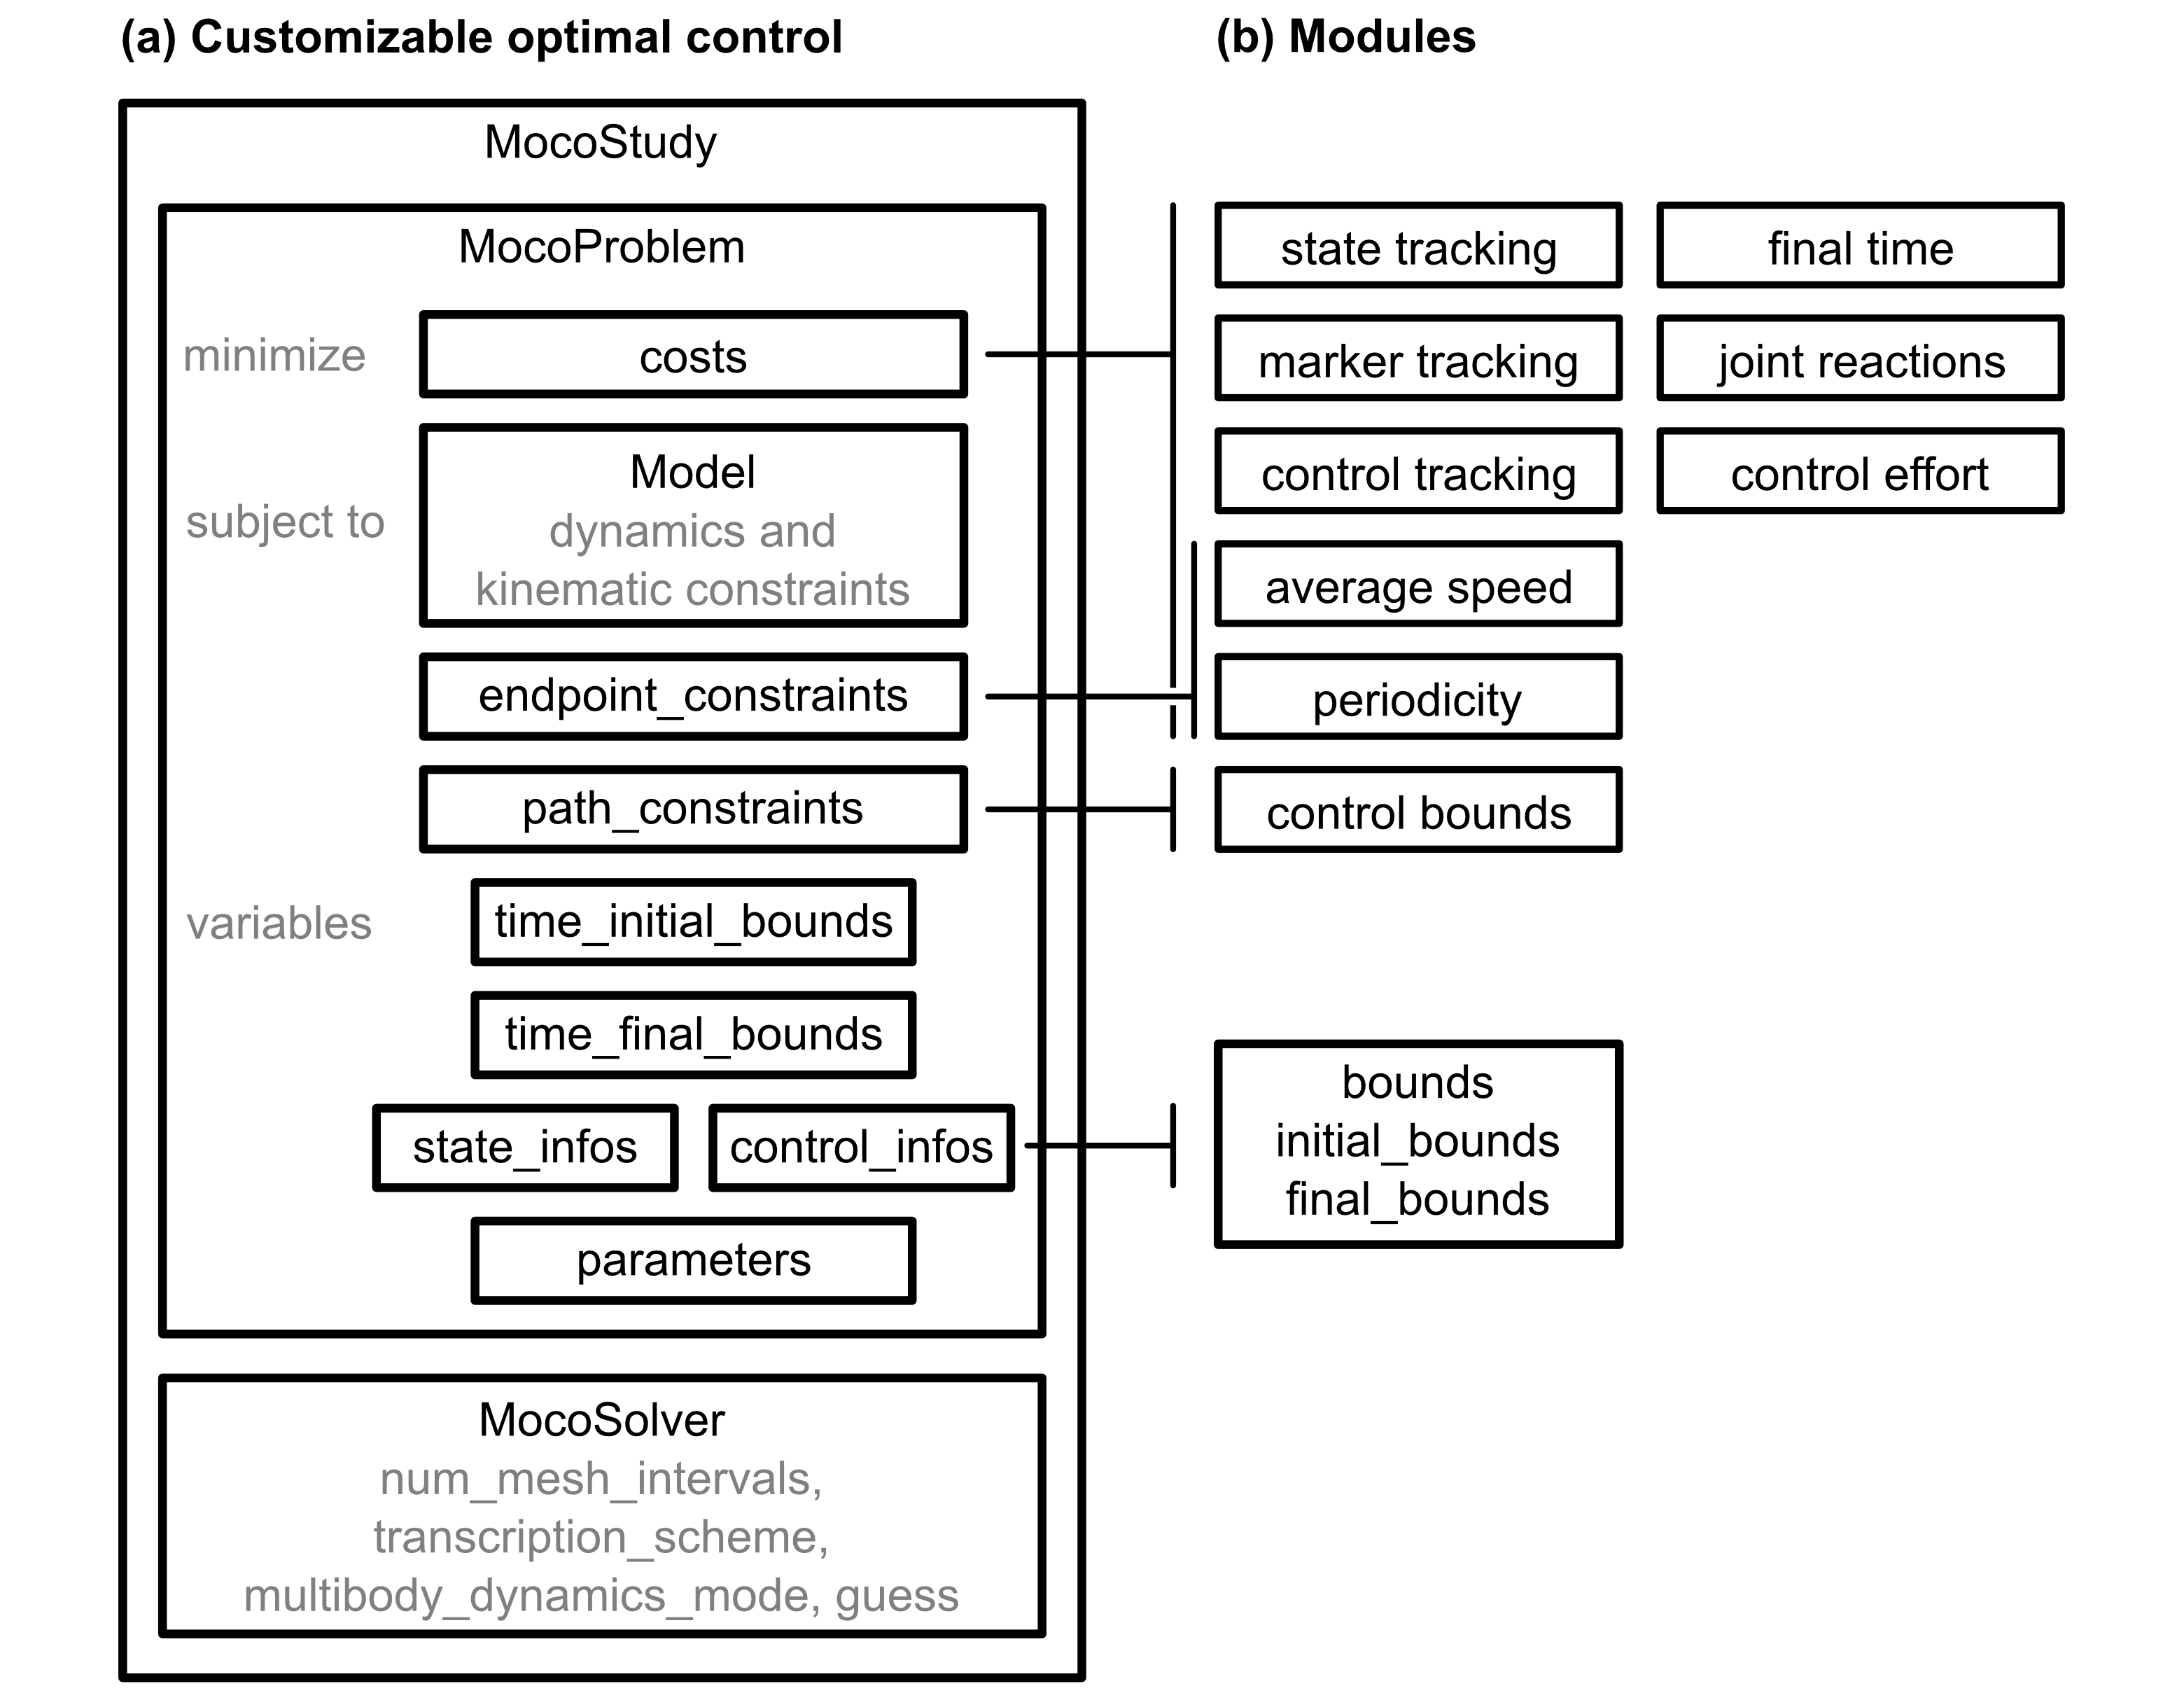 (a) Customizable optimal control
MocoStudy
MocoProblem
minimize
costs
subject to
Model
dynamics and
kinematic constraints
endpoint_constraints
path_constraints
variables
time_initial_bounds
time_final_bounds
state_infos
control_infos
parameters
MocoSolver
num_mesh_intervals,
transcription_scheme,
multibody_dynamics_mode, guess
(b) Modules
state tracking
final time
marker tracking
joint reactions
control tracking
control effort
average speed
periodicity
control bounds
bounds
initial_bounds
final_bounds